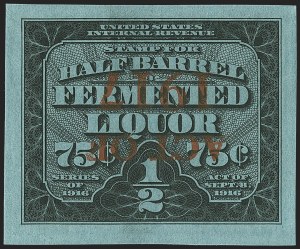 UNITED STATES
INTERNAL REVENUE
STAMP FOR
HALF BARREL
FERMENTED
LIQUOR
75¢ 1/2 75¢
SERIES OF 1916
ACT OF SEPT. 8, 1916